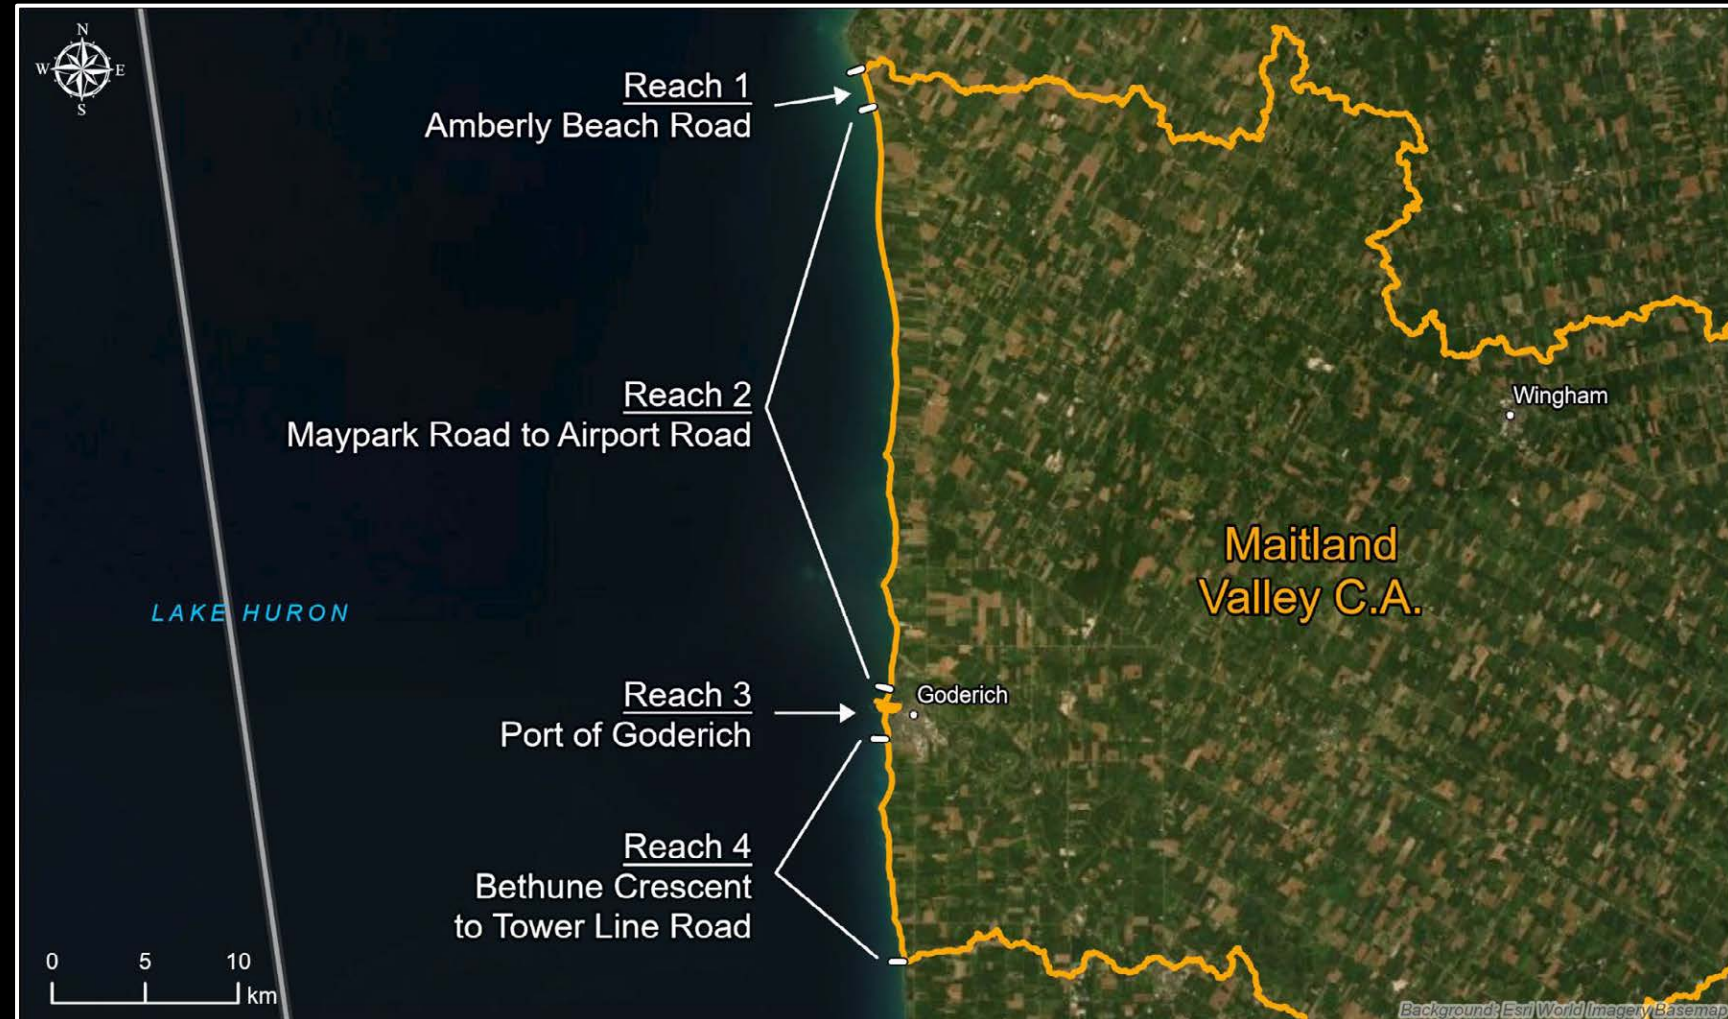 N
W E
S
Reach 1
Amberly Beach Road
Reach 2
Maypark Road to Airport Road
Wingham
Maitland
Valley C.A.
LAKE HURON
Reach 3
Port of Goderich
Goderich
Reach 4
Bethune Crescent
to Tower Line Road
0 5 10
km
Background: Esri World Imagery Basemap